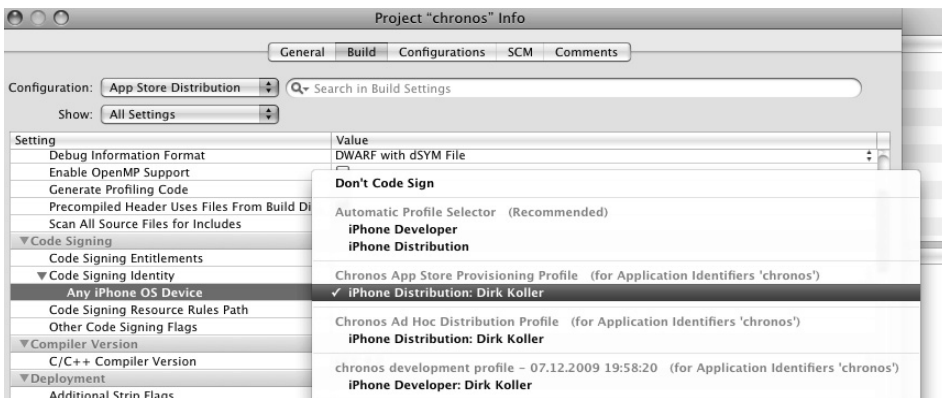 Project “chronos” Info
General Build Configurations SCM Comments
Configuration: App Store Distribution Search in Build Settings
Show: All Settings
Setting Value
Debug Information Format DWARF with dSYM File
Enable OpenMP Support
Generate Profiling Code
Precompiled Header Uses Files From Build Di
Scan All Source Files for Includes
Code Signing
Code Signing Entitlements
Code Signing Identity
Any iPhone OS Device
Code Signing Resource Rules Path
Other Code Signing Flags
Compiler Version
C/C++ Compiler Version
Deployment
Additional Strip Flags
Don't Code Sign
Automatic Profile Selector (Recommended)
iPhone Developer
iPhone Distribution
Chronos App Store Provisioning Profile (for Application Identifiers 'chronos')
✓ iPhone Distribution: Dirk Koller
Chronos Ad Hoc Distribution Profile (for Application Identifiers 'chronos')
iPhone Distribution: Dirk Koller
chronos development profile – 07.12.2009 19:58:20 (for Application Identifiers 'chronos')
iPhone Developer: Dirk Koller